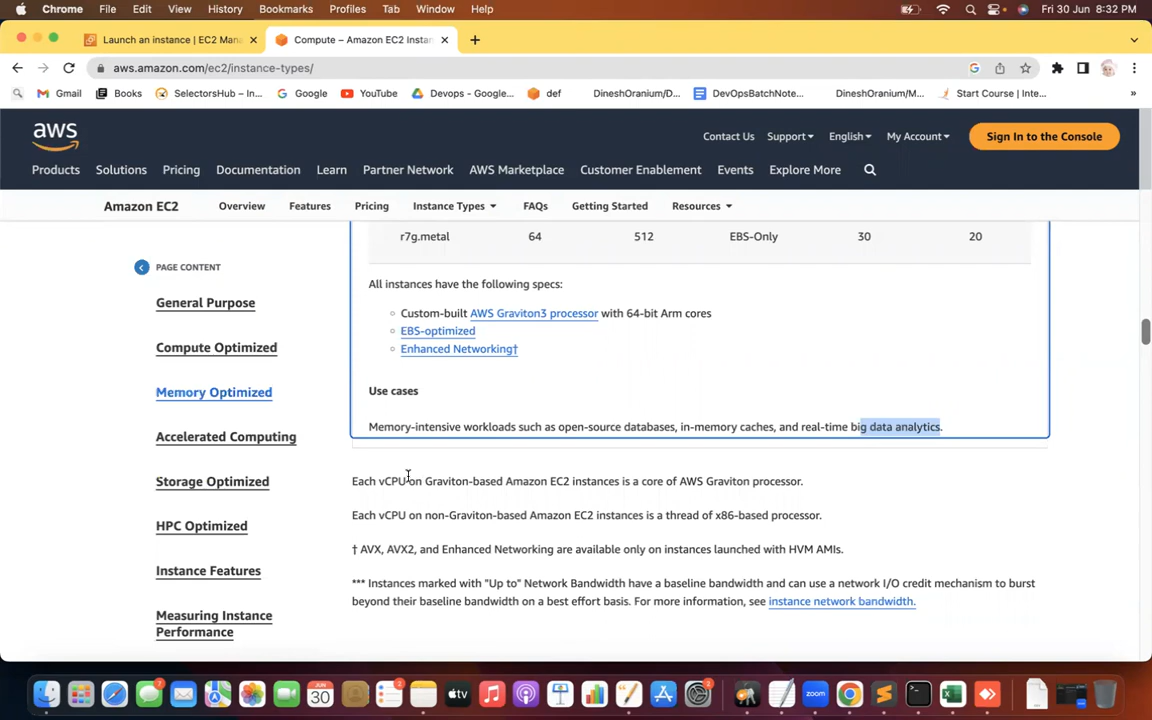 Chrome File Edit View History Bookmarks Profiles Tab Window Help Fri 30 Jun 8:32 PM
Launch an instance | EC2 Mana Compute – Amazon EC2 Instan
aws.amazon.com/ec2/instance-types/
Gmail Books SelectorsHub – In... Google YouTube Devops - Google... def DineshOranium/D... DevOpsBatchNote... DineshOranium/M... Start Course | Inte...
aws
Contact Us Support English My Account Sign In to the Console
Products Solutions Pricing Documentation Learn Partner Network AWS Marketplace Customer Enablement Events Explore More
Amazon EC2 Overview Features Pricing Instance Types FAQs Getting Started Resources
r7g.metal 64 512 EBS-Only 30 20
PAGE CONTENT
General Purpose
Compute Optimized
Memory Optimized
Accelerated Computing
Storage Optimized
HPC Optimized
Instance Features
Measuring Instance
Performance
All instances have the following specs:
Custom-built AWS Graviton3 processor with 64-bit Arm cores
EBS-optimized
Enhanced Networking†
Use cases
Memory-intensive workloads such as open-source databases, in-memory caches, and real-time big data analytics.
Each vCPU on Graviton-based Amazon EC2 instances is a core of AWS Graviton processor.
Each vCPU on non-Graviton-based Amazon EC2 instances is a thread of x86-based processor.
† AVX, AVX2, and Enhanced Networking are available only on instances launched with HVM AMIs.
*** Instances marked with "Up to" Network Bandwidth have a baseline bandwidth and can use a network I/O credit mechanism to burst
beyond their baseline bandwidth on a best effort basis. For more information, see instance network bandwidth.
7
JUN
30
2
tv
2
zoom